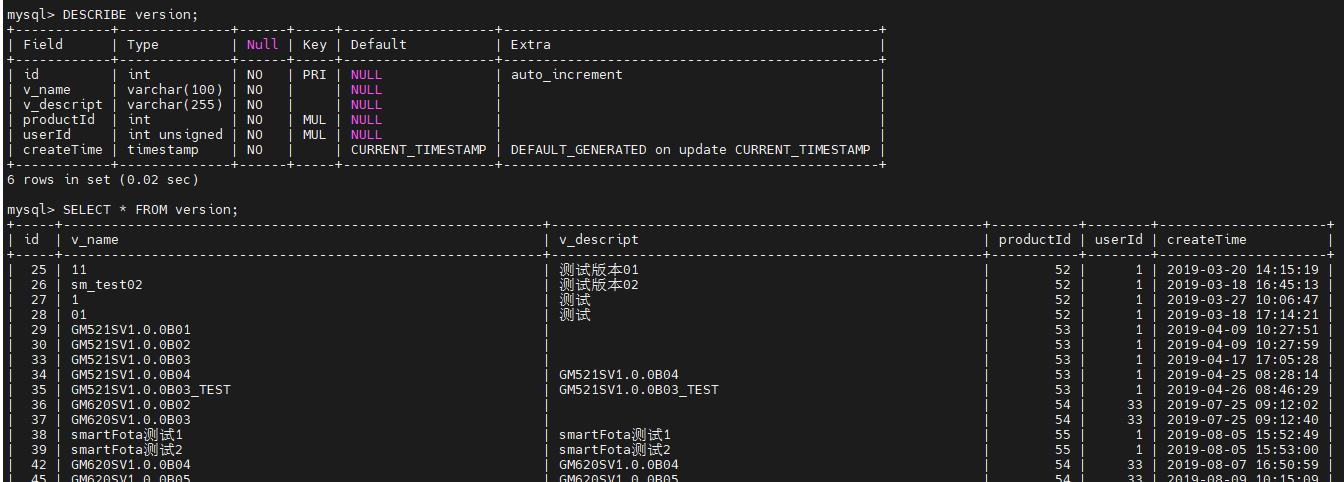 mysql> DESCRIBE version;
+------------+--------------+------+-----+-------------------+-----------------------------------------------+
| Field      | Type         | Null | Key | Default           | Extra                                         |
+------------+--------------+------+-----+-------------------+-----------------------------------------------+
| id         | int          | NO   | PRI | NULL              | auto_increment                                |
| v_name     | varchar(100) | NO   |     | NULL              |                                               |
| v_descript | varchar(255) | NO   |     | NULL              |                                               |
| productId  | int          | NO   | MUL | NULL              |                                               |
| userId     | int unsigned | NO   | MUL | NULL              |                                               |
| createTime | timestamp    | NO   |     | CURRENT_TIMESTAMP | DEFAULT_GENERATED on update CURRENT_TIMESTAMP |
+------------+--------------+------+-----+-------------------+-----------------------------------------------+
6 rows in set (0.02 sec)
mysql> SELECT * FROM version;
| id | v_name | v_descript | productId | userId | createTime |
| 25 | 11 | 测试版本01 | 52 | 1 | 2019-03-20 14:15:19 |
| 26 | sm_test02 | 测试版本02 | 52 | 1 | 2019-03-18 16:45:13 |
| 27 | 1 | 测试 | 52 | 1 | 2019-03-27 10:06:47 |
| 28 | 01 | 测试 | 52 | 1 | 2019-03-18 17:14:21 |
| 29 | GM521SV1.0.0B01 | | 53 | 1 | 2019-04-09 10:27:51 |
| 30 | GM521SV1.0.0B02 | | 53 | 1 | 2019-04-09 10:27:59 |
| 33 | GM521SV1.0.0B03 | | 53 | 1 | 2019-04-17 17:05:28 |
| 34 | GM521SV1.0.0B04 | GM521SV1.0.0B04 | 53 | 1 | 2019-04-25 08:28:14 |
| 35 | GM521SV1.0.0B03_TEST | GM521SV1.0.0B03_TEST | 53 | 1 | 2019-04-26 08:46:29 |
| 36 | GM620SV1.0.0B02 | | 54 | 33 | 2019-07-25 09:12:02 |
| 37 | GM620SV1.0.0B03 | | 54 | 33 | 2019-07-25 09:12:40 |
| 38 | smartFota测试1 | smartFota测试1 | 55 | 1 | 2019-08-05 15:52:49 |
| 39 | smartFota测试2 | smartFota测试2 | 55 | 1 | 2019-08-05 15:53:00 |
| 42 | GM620SV1.0.0B04 | GM620SV1.0.0B04 | 54 | 33 | 2019-08-07 16:50:59 |
| 45 | GM620SV1.0.0B05 | GM620SV1.0.0B05 | 54 | 33 | 2019-08-09 10:15:09 |